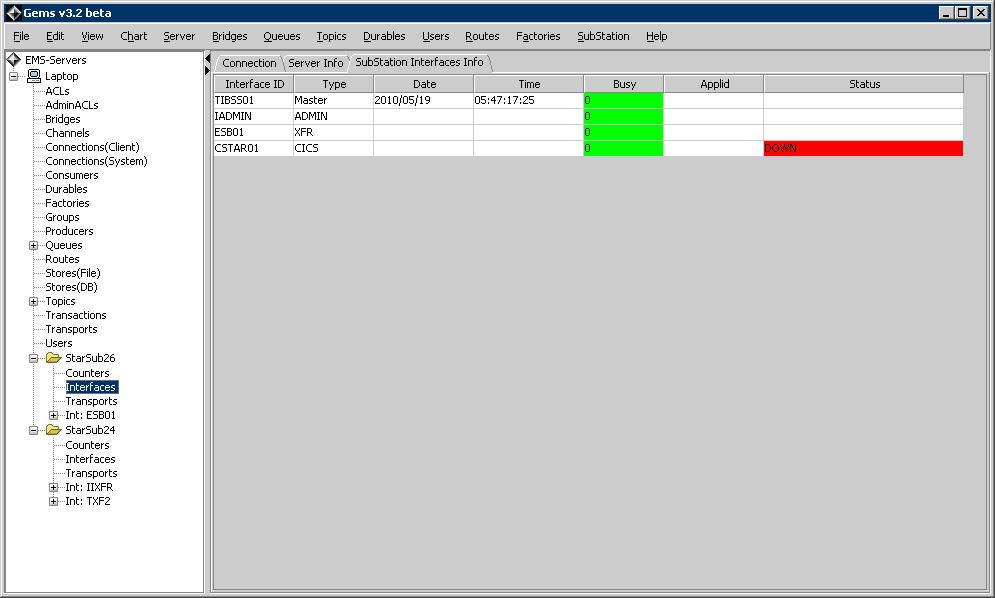 Gems v3.2 beta
File Edit View Chart Server Bridges Queues Topics Durables Users Routes Factories SubStation Help
EMS-Servers
Laptop
ACLs
AdminACLs
Bridges
Channels
Connections(Client)
Connections(System)
Consumers
Durables
Factories
Groups
Producers
Queues
Routes
Stores(File)
Stores(DB)
Topics
Transactions
Transports
Users
StarSub26
Counters
Interfaces
Transports
Int: ESB01
StarSub24
Counters
Interfaces
Transports
Int: IIXFR
Int: TXF2
Connection Server Info SubStation Interfaces Info
Interface ID Type Date Time Busy Applid Status
TIBSS01 Master 2010/05/19 05:47:17:25 0
IADMIN ADMIN 0
ESB01 XFR 0
CSTAR01 CICS 0 DOWN